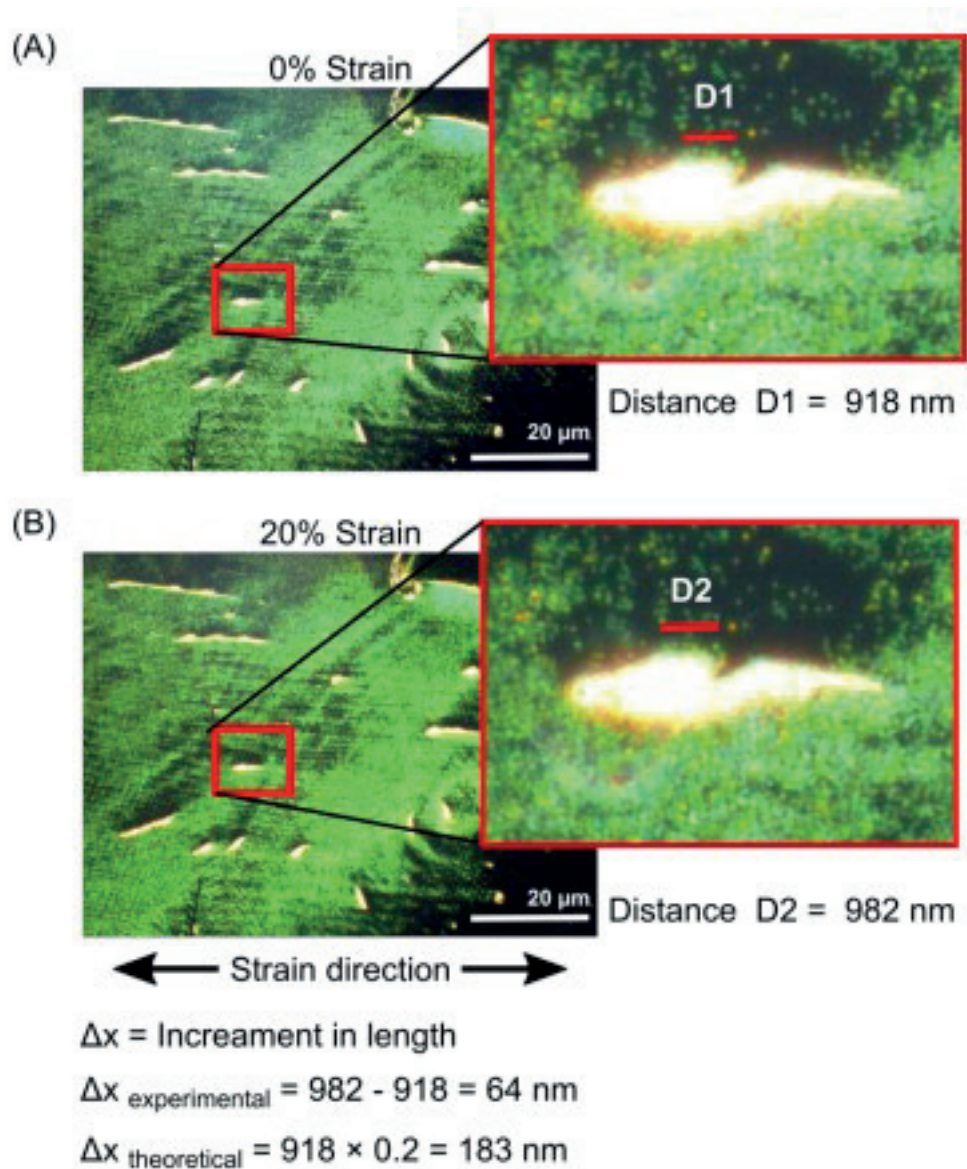 (A)
0% Strain
D1
20 µm
Distance D1 = 918 nm
(B)
20% Strain
D2
20 µm
Distance D2 = 982 nm
Strain direction
Δx = Increament in length
Δx experimental = 982 - 918 = 64 nm
Δx theoretical = 918 × 0.2 = 183 nm